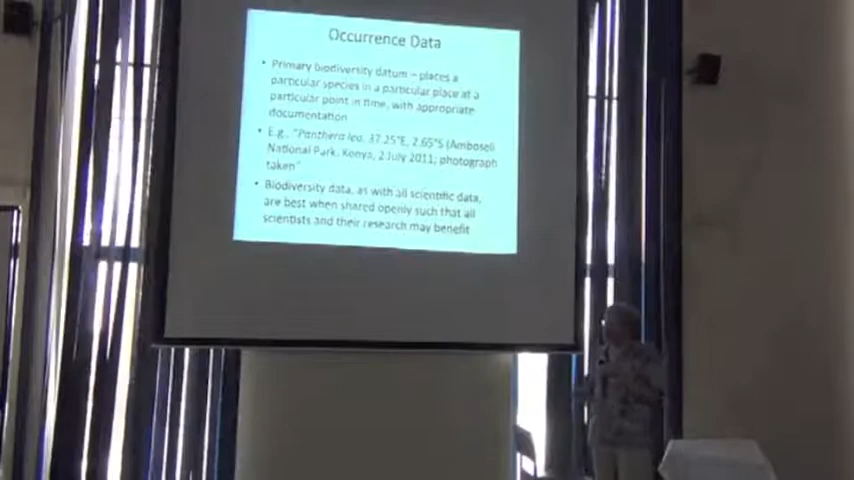 Occurrence Data
• Primary biodiversity datum – places a
particular species in a particular place at a
particular point in time, with appropriate
documentation
• E.g., "Panthera leo, 37.25°E, 2.65°S (Amboseli
National Park, Kenya, 2 July 2011; photograph
taken"
• Biodiversity data, as with all scientific data,
are best when shared openly such that all
scientists and their research may benefit